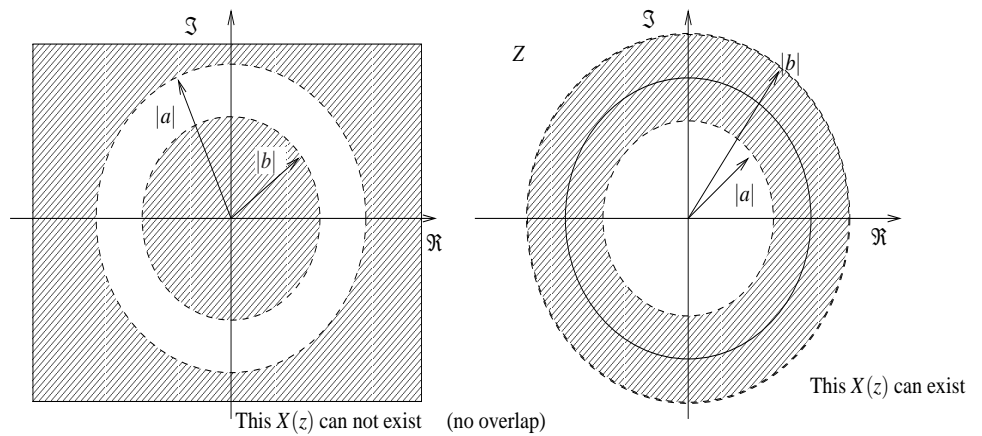 ℑ
|a|
|b|
ℜ
This X(z) can not exist (no overlap)
ℑ
Z
|b|
|a|
ℜ
This X(z) can exist